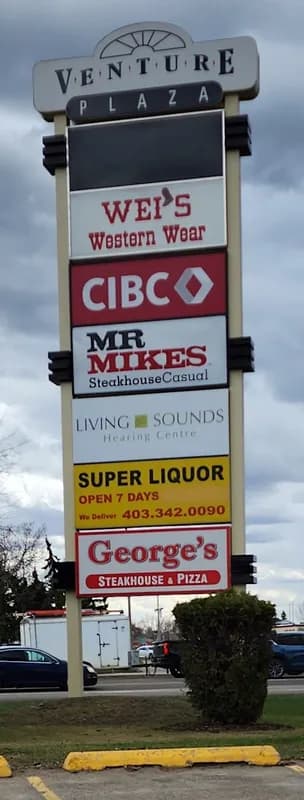 VENTURE
PLAZA
WEI'S
Western Wear
CIBC
MR
MIKES
SteakhouseCasual
LIVING SOUNDS
Hearing Centre
SUPER LIQUOR
OPEN 7 DAYS
We Deliver 403.342.0090
George's
STEAKHOUSE & PIZZA